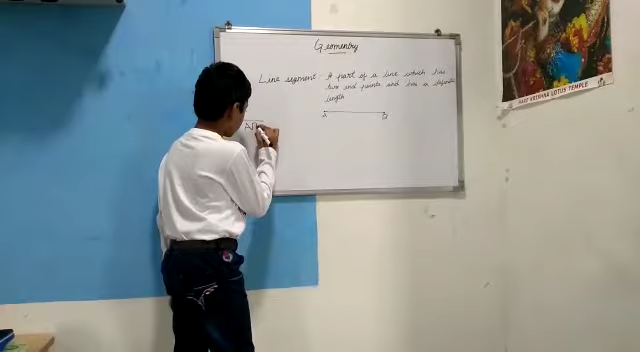 Geomentry
Line segment : A part of a line which has
two end points and has a definite
length
A B
AB
HARE KRISHNA LOTUS TEMPLE